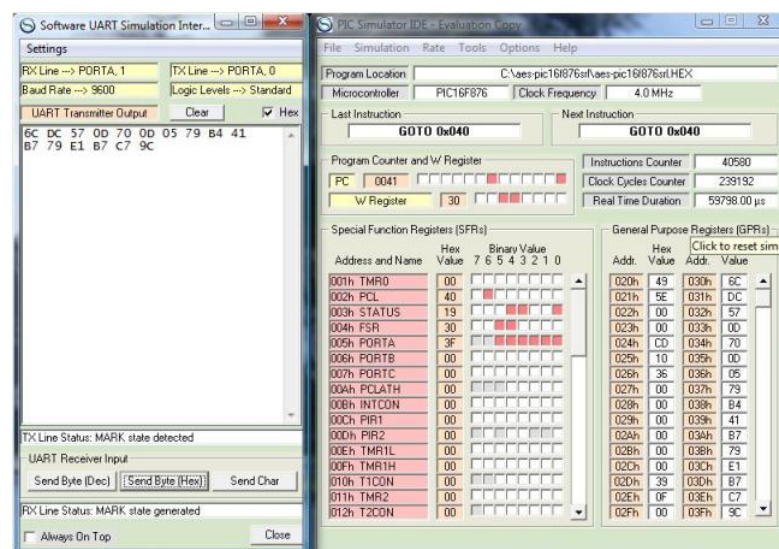 Software UART Simulation Inter...
Settings
RX Line ---> PORTA, 1 TX Line ---> PORTA, 0
Baud Rate ---> 9600 Logic Levels ---> Standard
UART Transmitter Output Clear Hex
6C DC 57 0D 70 0D 05 79 B4 41
B7 79 E1 B7 C7 9C
TX Line Status: MARK state detected
UART Receiver Input
Send Byte (Dec) Send Byte (Hex) Send Char
RX Line Status: MARK state generated
Always On Top Close
PIC Simulator IDE - Evaluation Copy
File Simulation Rate Tools Options Help
Program Location C:\aes-pic16f876srf\aes-pic16f876srl.HEX
Microcontroller PIC16F876 Clock Frequency 4.0 MHz
Last Instruction Next Instruction
GOTO 0x040 GOTO 0x040
Program Counter and W Register Instructions Counter 40580
PC 0041 Clock Cycles Counter 239192
W Register 30 Real Time Duration 59798.00 µs
Special Function Registers (SFRs) General Purpose Registers (GPRs)
Click to reset sim
Hex Binary Value Hex
Address and Name Value 7 6 5 4 3 2 1 0 Addr. Value Addr. Value
001h TMR0 00 020h 49 030h 6C
002h PCL 40 021h 5E 031h DC
003h STATUS 19 022h 00 032h 57
004h FSR 30 023h 00 033h 0D
005h PORTA 3F 024h CD 034h 70
006h PORTB 00 025h 10 035h 0D
007h PORTC 00 026h 36 036h 05
00Ah PCLATH 00 027h 00 037h 79
00Bh INTCON 00 028h 00 038h B4
00Ch PIR1 00 029h 00 039h 41
00Dh PIR2 00 02Ah 00 03Ah B7
00Eh TMR1L 00 02Bh 00 03Bh 79
00Fh TMR1H 00 02Ch 00 03Ch E1
010h T1CON 00 02Dh 39 03Dh B7
011h TMR2 00 02Eh 0F 03Eh C7
012h T2CON 00 02Fh 00 03Fh 9C